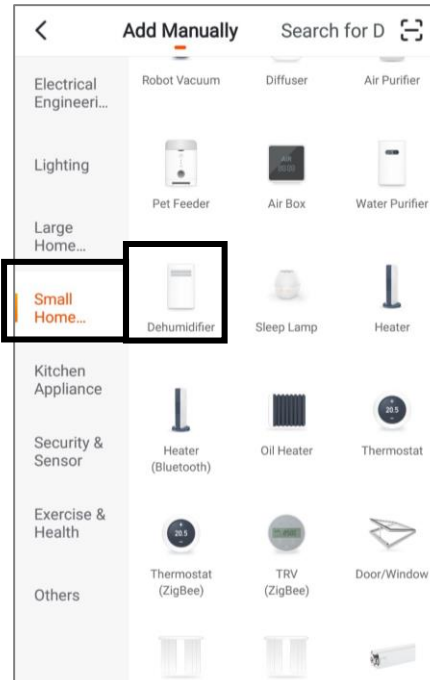 Add Manually Search for D
Electrical
Engineeri...
Lighting
Large
Home...
Small
Home...
Kitchen
Appliance
Security &
Sensor
Exercise &
Health
Others
Robot Vacuum Diffuser Air Purifier
Pet Feeder Air Box Water Purifier
Dehumidifier Sleep Lamp Heater
Heater
(Bluetooth)
Oil Heater Thermostat
20.5
Thermostat
(ZigBee)
20.5
TRV
(ZigBee)
Door/Window